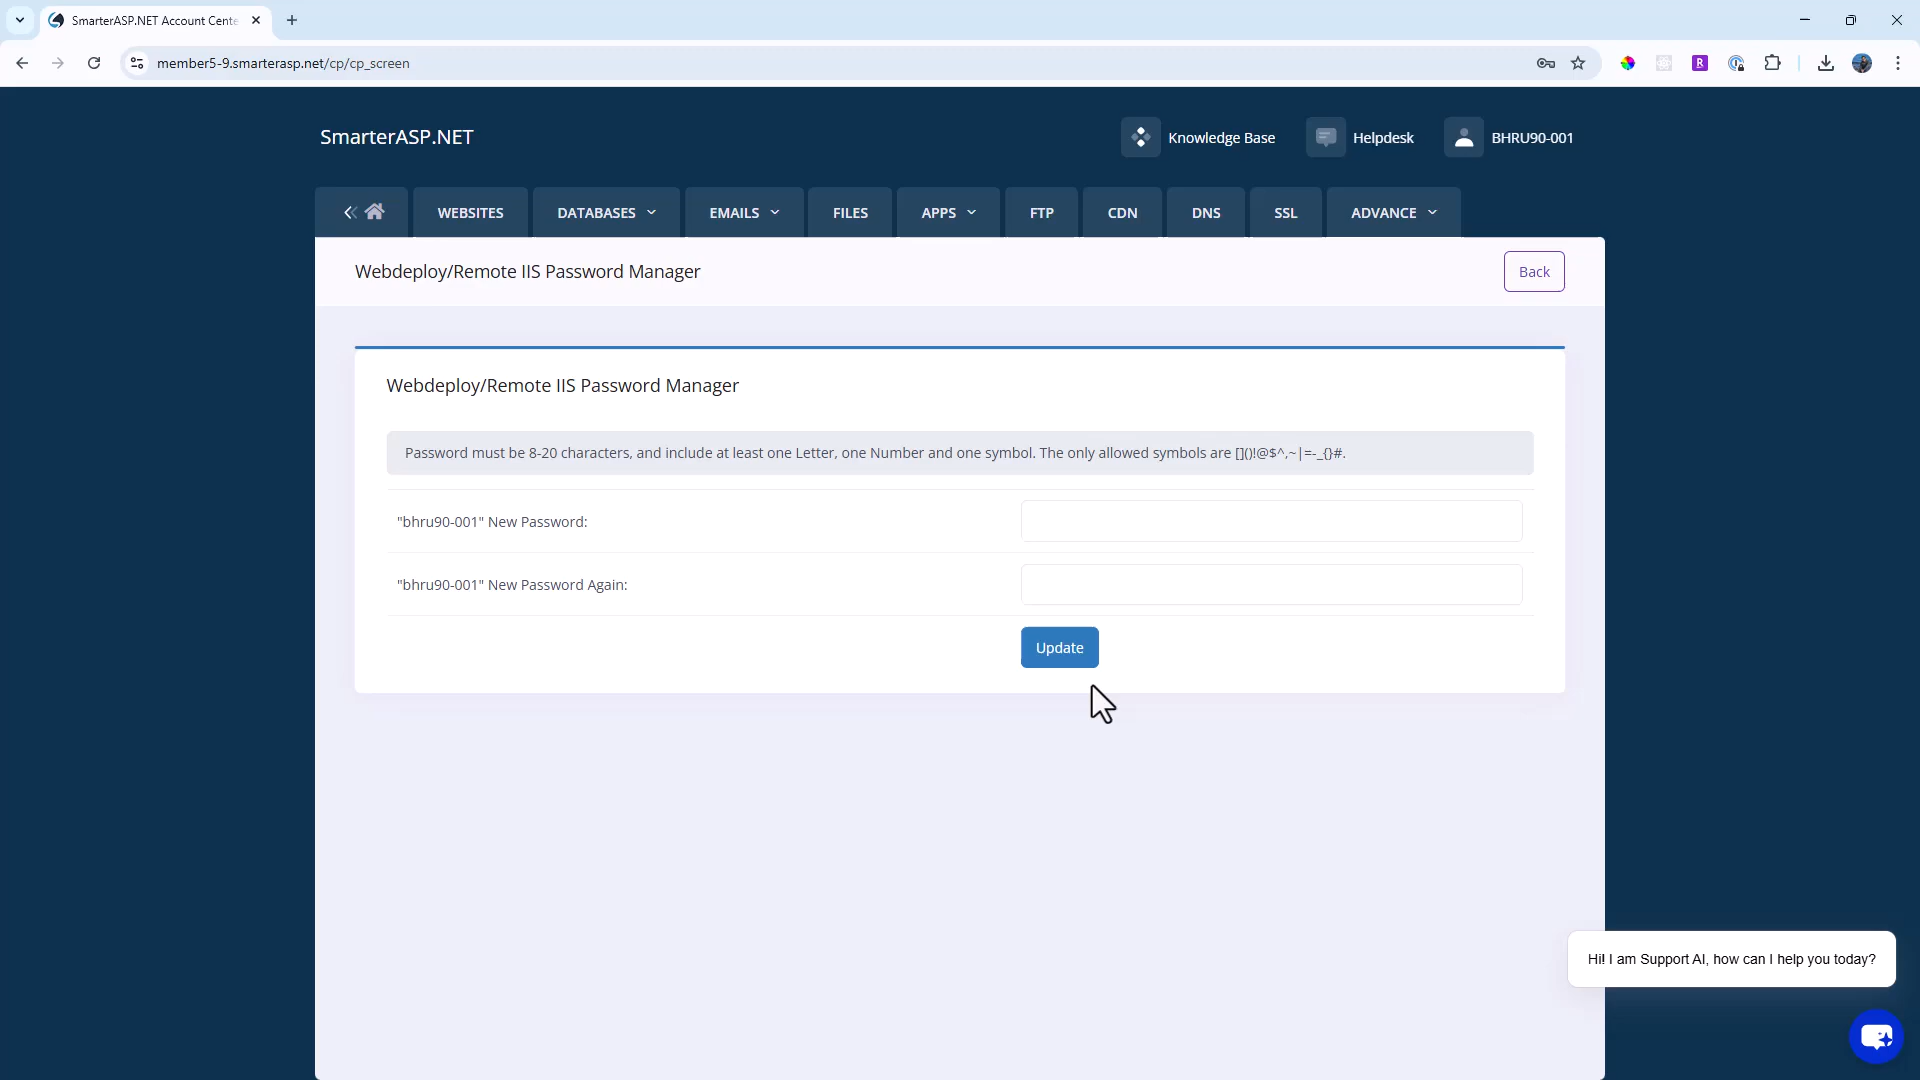 SmarterASP.NET Account Cente
member5-9.smarterasp.net/cp/cp_screen
SmarterASP.NET
Knowledge Base
Helpdesk
BHRU90-001
WEBSITES
DATABASES
EMAILS
FILES
APPS
FTP
CDN
DNS
SSL
ADVANCE
Webdeploy/Remote IIS Password Manager
Back
Webdeploy/Remote IIS Password Manager
Password must be 8-20 characters, and include at least one Letter, one Number and one symbol. The only allowed symbols are []()!@$^,~|=-_{}#.
"bhru90-001" New Password:
"bhru90-001" New Password Again:
Update
Hi! I am Support AI, how can I help you today?